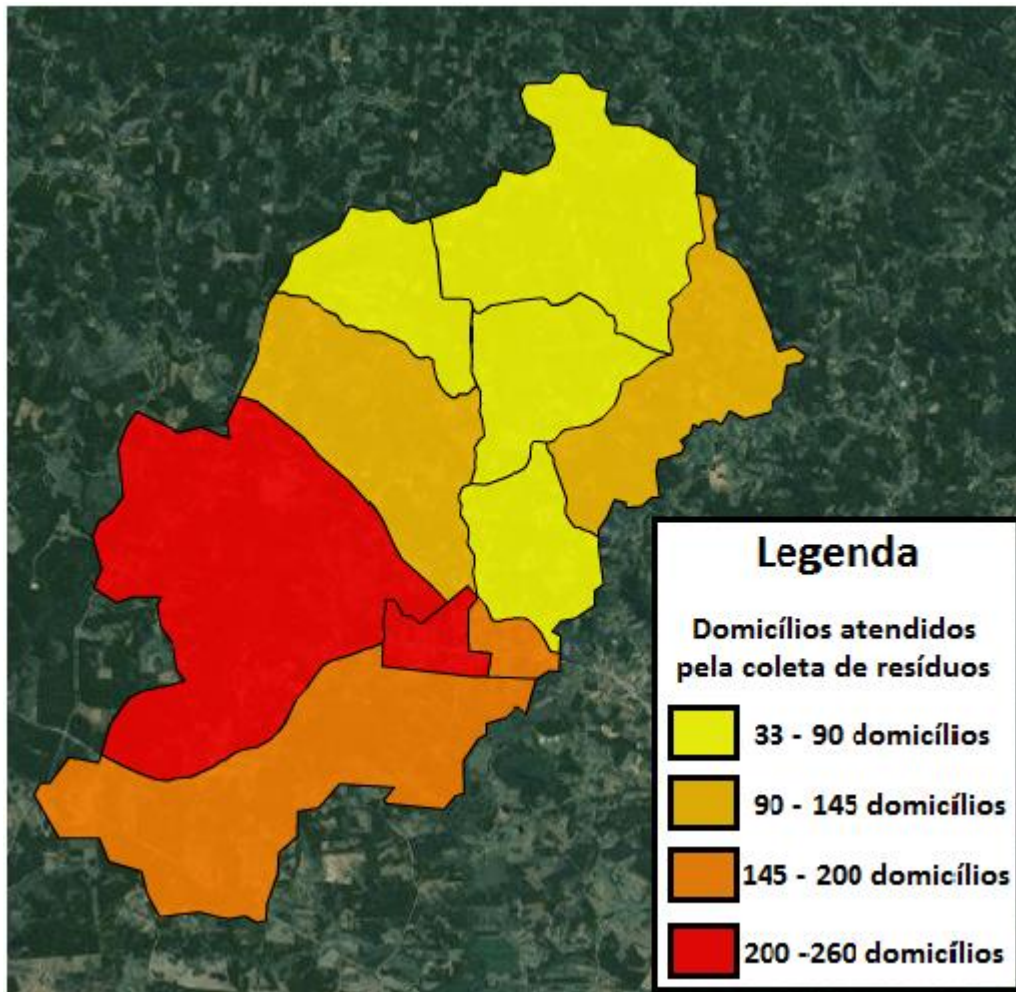 Legenda
Domicílios atendidos
pela coleta de resíduos
33 - 90 domicílios
90 - 145 domicílios
145 - 200 domicílios
200 -260 domicílios